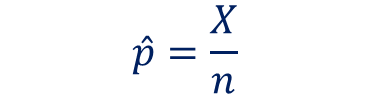 p̂ = X/n